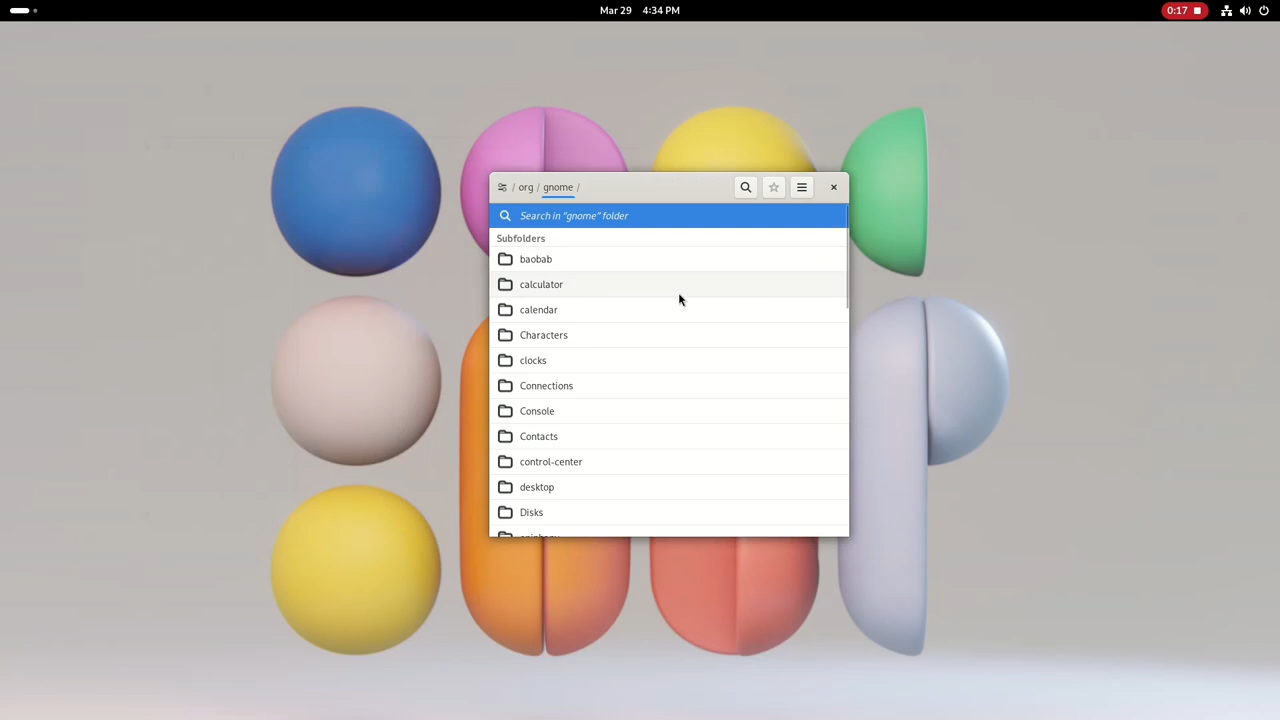 Mar 29 4:34 PM
0:17
/ org / gnome /
Search in “gnome” folder
Subfolders
baobab
calculator
calendar
Characters
clocks
Connections
Console
Contacts
control-center
desktop
Disks